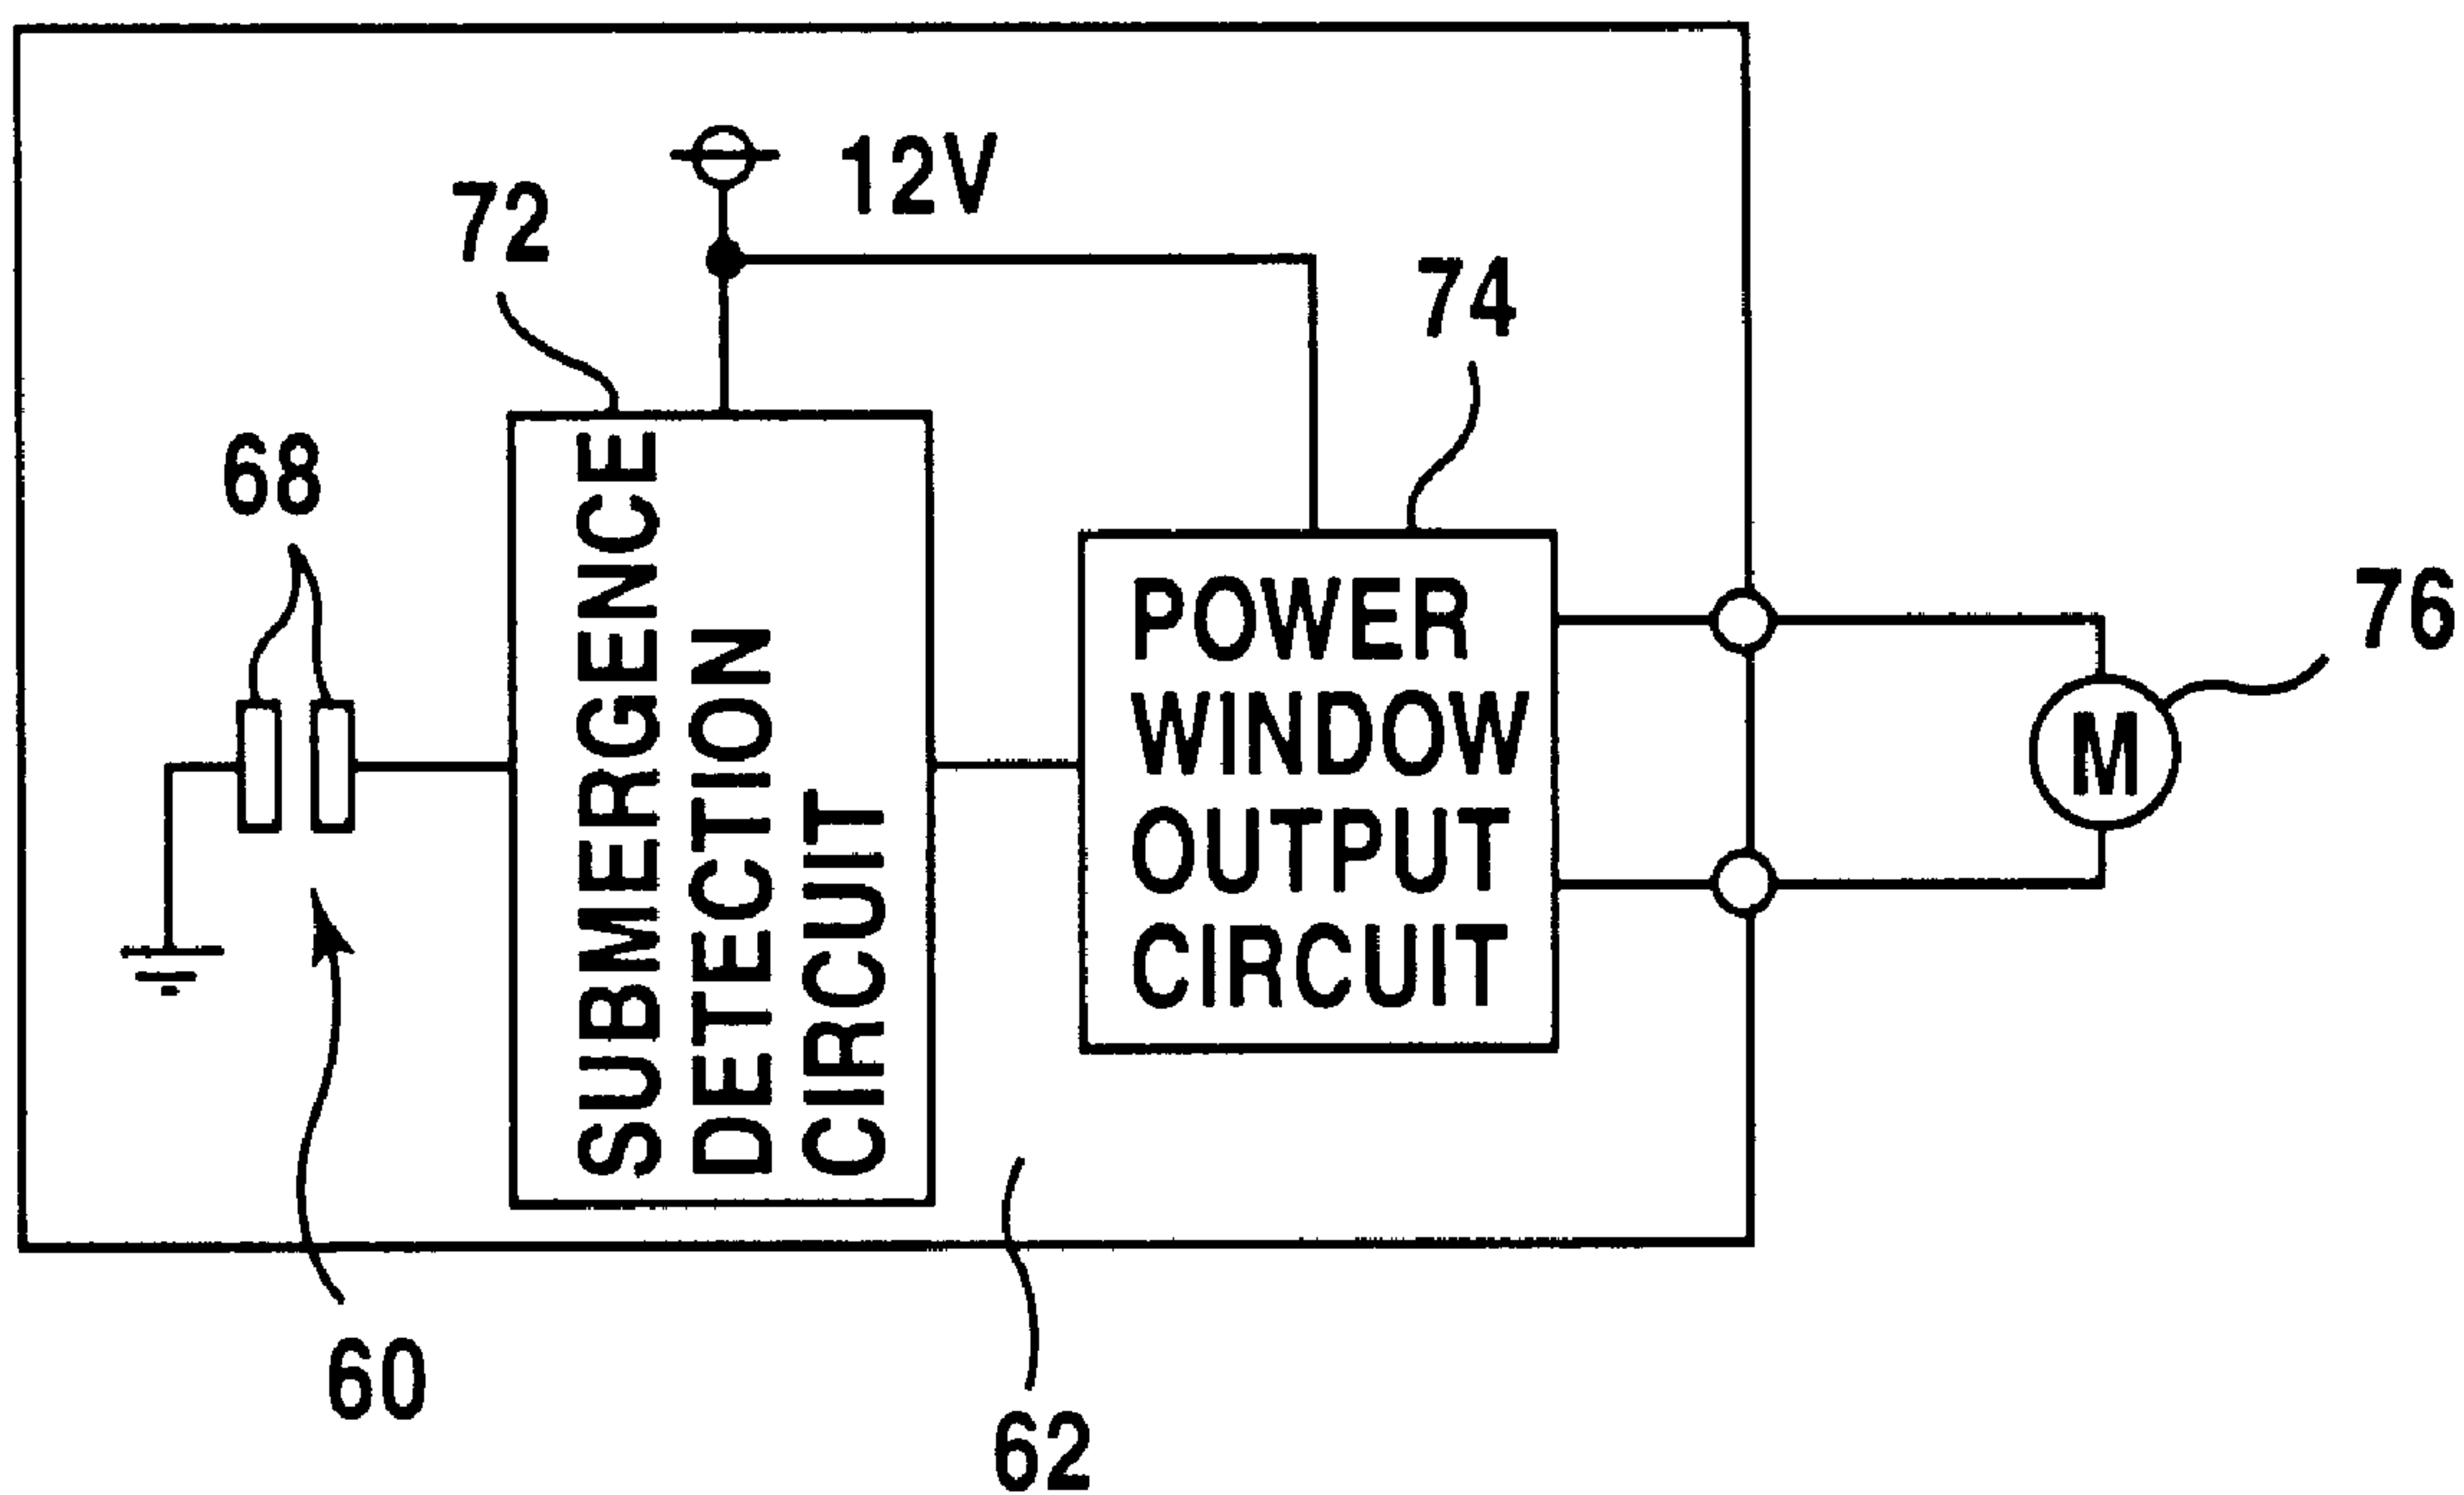 12V
72
74
68
76
SUBMERGENCE
DETECTION
CIRCUIT
POWER
WINDOW
OUTPUT
CIRCUIT
M
60
62